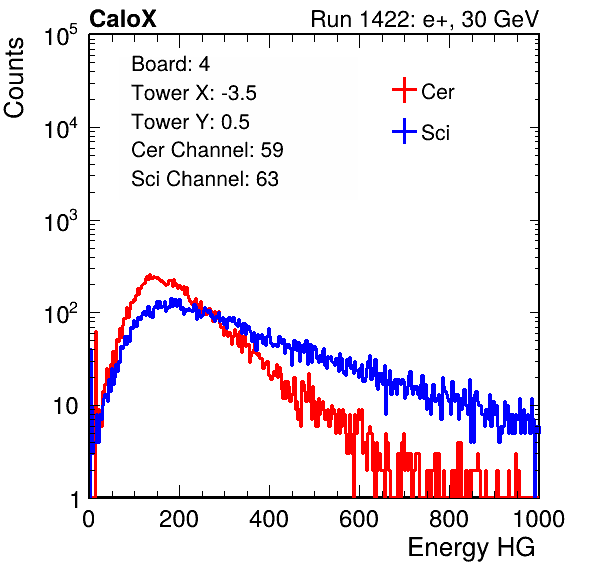 CaloX Run 1422: e+, 30 GeV
Counts
Board: 4
Tower X: -3.5
Tower Y: 0.5
Cer Channel: 59
Sci Channel: 63
Cer
Sci
10^5
10^4
10^3
10^2
10
1
0 200 400 600 800 1000
Energy HG